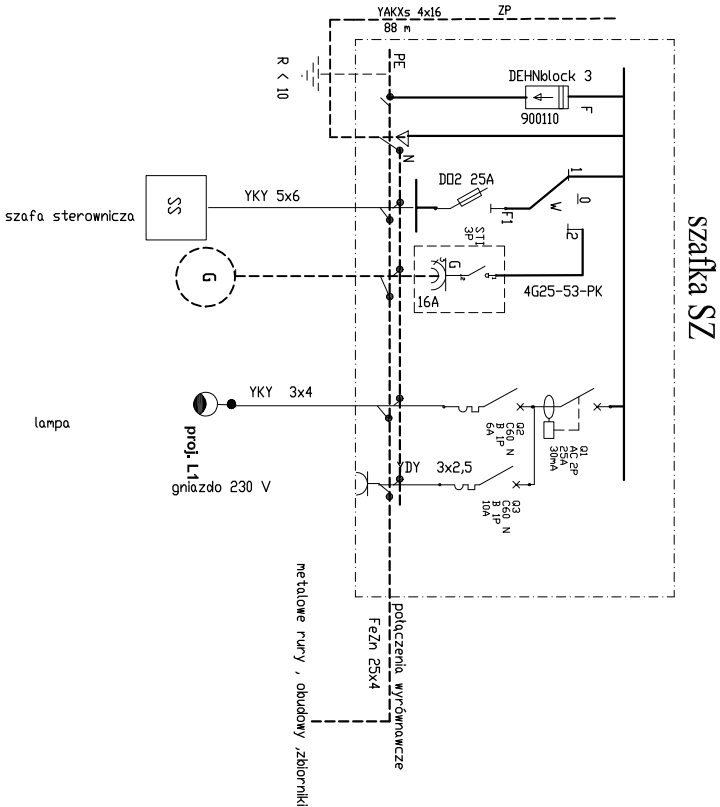 YAKXs 4x16
ZP
88 m
PE
R < 10
DEHNblock 3
F
900110
N
D02 25A
1
0
W
F1
2
SS
YKY 5x6
szafa sterownicza
ST1
3P
G
G
16A
4G25-53-PK
szafka SZ
YKY 3x4
lampa
proj. L1
gniazdo 230 V
Q2
C60 N
B 1P
6A
Q1
AC 2P
25A
30mA
YDY 3x2,5
Q3
C60 N
B 1P
10A
połączenia wyrównawcze
FeZn 25x4
metalowe rury , obudowy ,zbiorniki